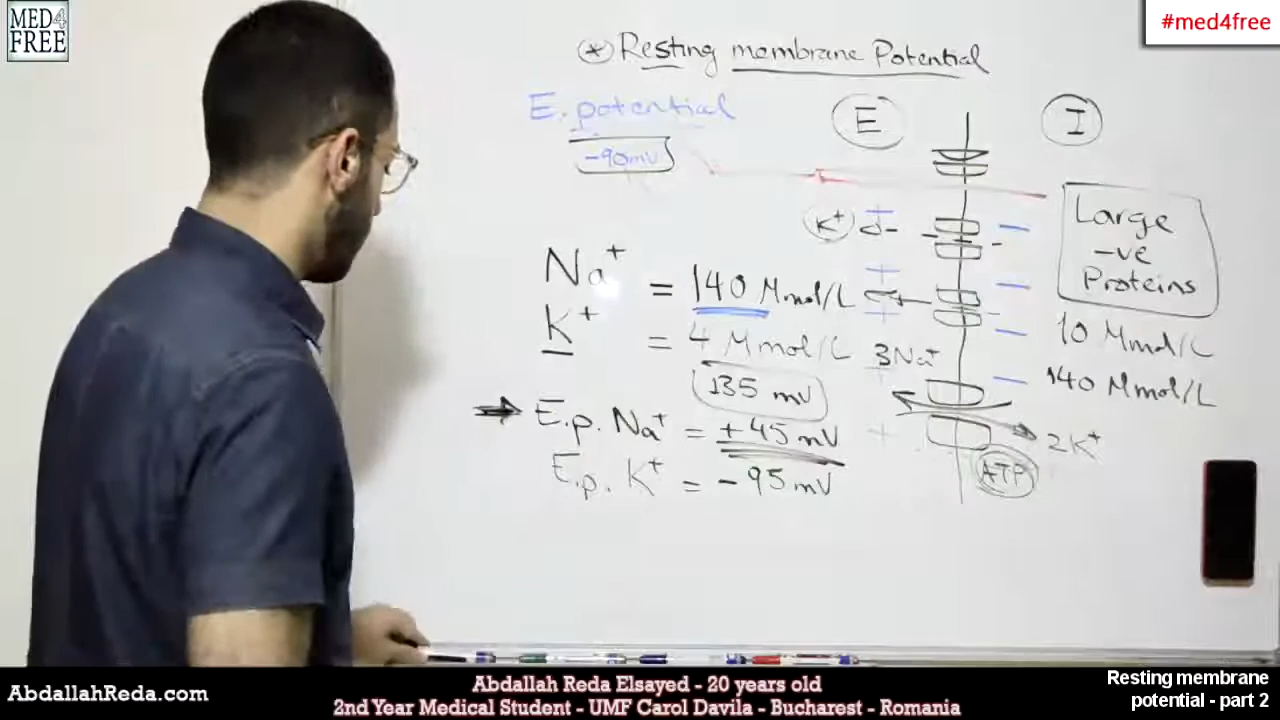 MED4FREE
#med4free
* Resting membrane Potential
E. potential
-90mv
E
I
K+
Large
-ve
Proteins
Na+ = 140 Mmol/L
10 Mmol/L
K+ = 4 Mmol/L
3Na+
140 Mmol/L
135 mV
E.p. Na+ = +45 mV
2K+
E.p. K+ = -95 mV
ATP
AbdallahReda.com
Abdallah Reda Elsayed - 20 years old
2nd Year Medical Student - UMF Carol Davila - Bucharest - Romania
Resting membrane
potential - part 2